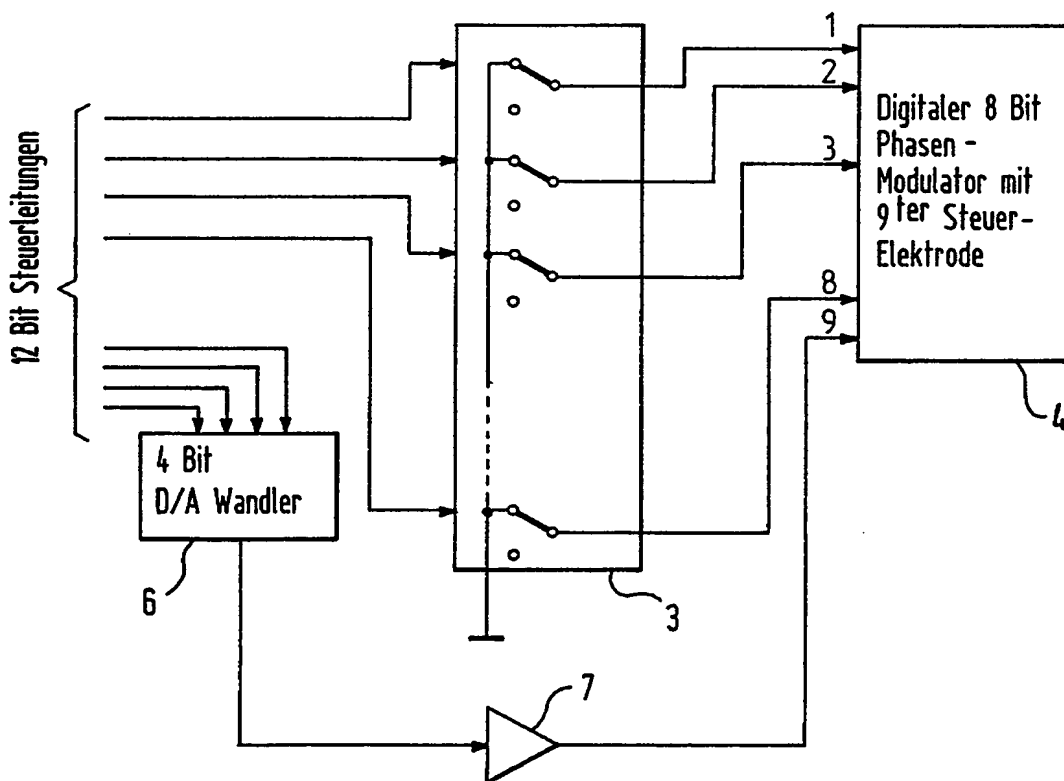 12 Bit Steuerleitungen
1
2
3
8
9
Digitaler 8 Bit
Phasen-
Modulator mit
9ter Steuer-
Elektrode
4
4 Bit
D/A Wandler
6
3
7